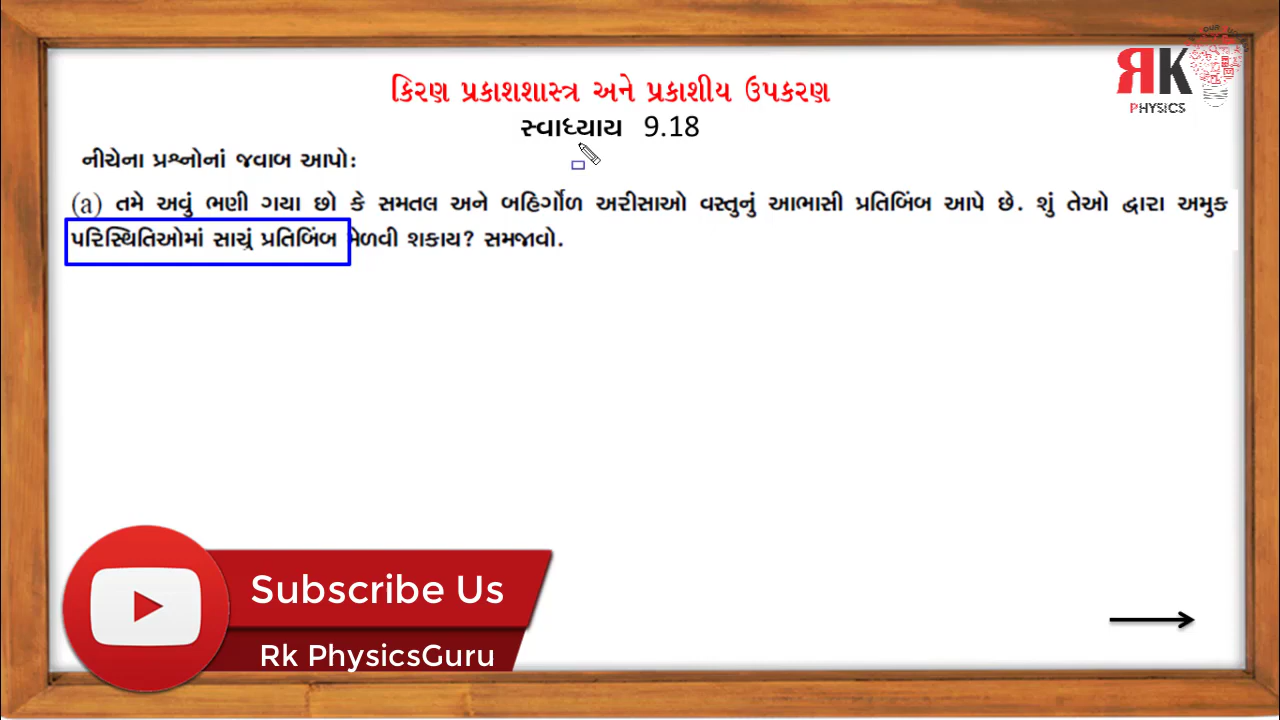 ЯK
PHYSICS
કિરણ પ્રકાશશાસ્ત્ર અને પ્રકાશીય ઉપકરણ
સ્વાધ્યાય 9.18
નીચેના પ્રશ્નોનાં જવાબ આપો:
(a) તમે અવું ભણી ગયા છો કે સમતલ અને બહિર્ગોળ અરીસાઓ વસ્તુનું આભાસી પ્રતિબિંબ આપે છે. શું તેઓ દ્વારા અમુક
પરિસ્થિતિઓમાં સાચું પ્રતિબિંબ મેળવી શકાય? સમજાવો.
Subscribe Us
Rk PhysicsGuru